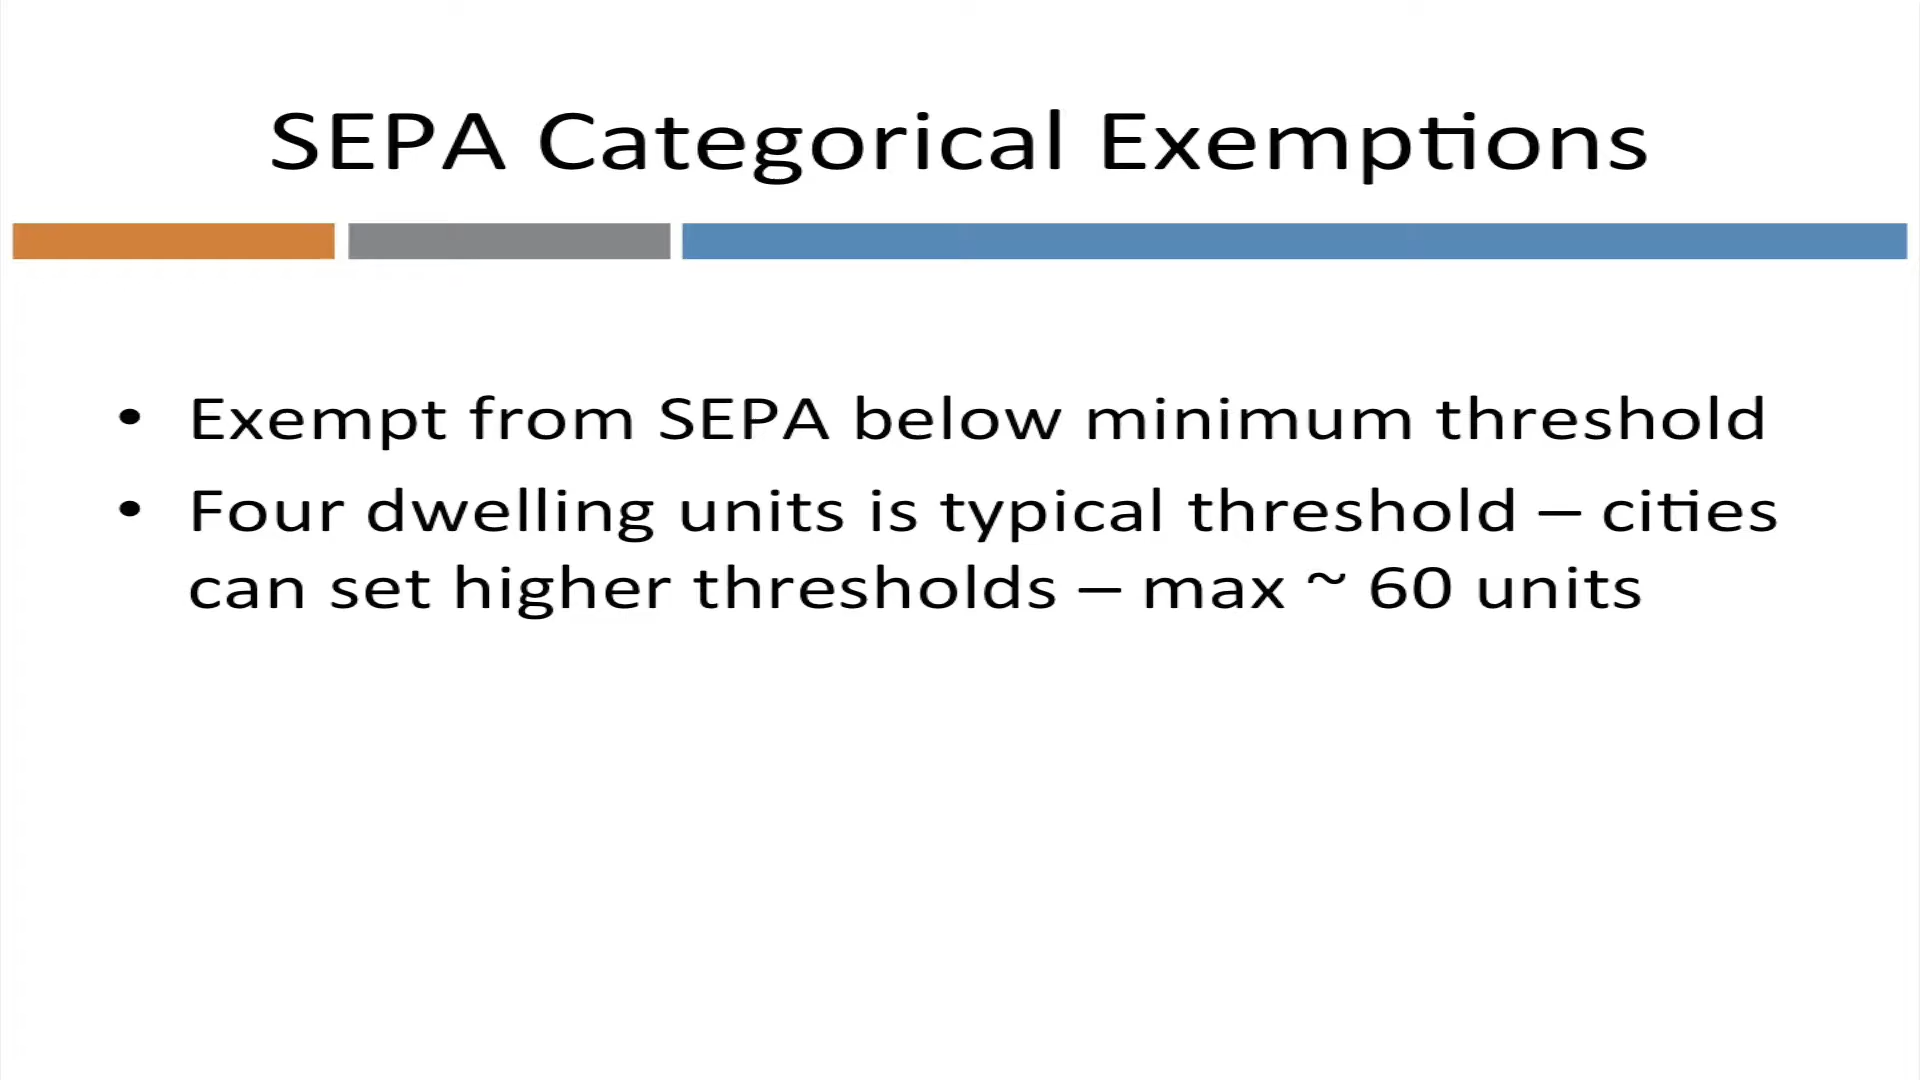 SEPA Categorical Exemptions
• Exempt from SEPA below minimum threshold
• Four dwelling units is typical threshold – cities
can set higher thresholds – max ~ 60 units